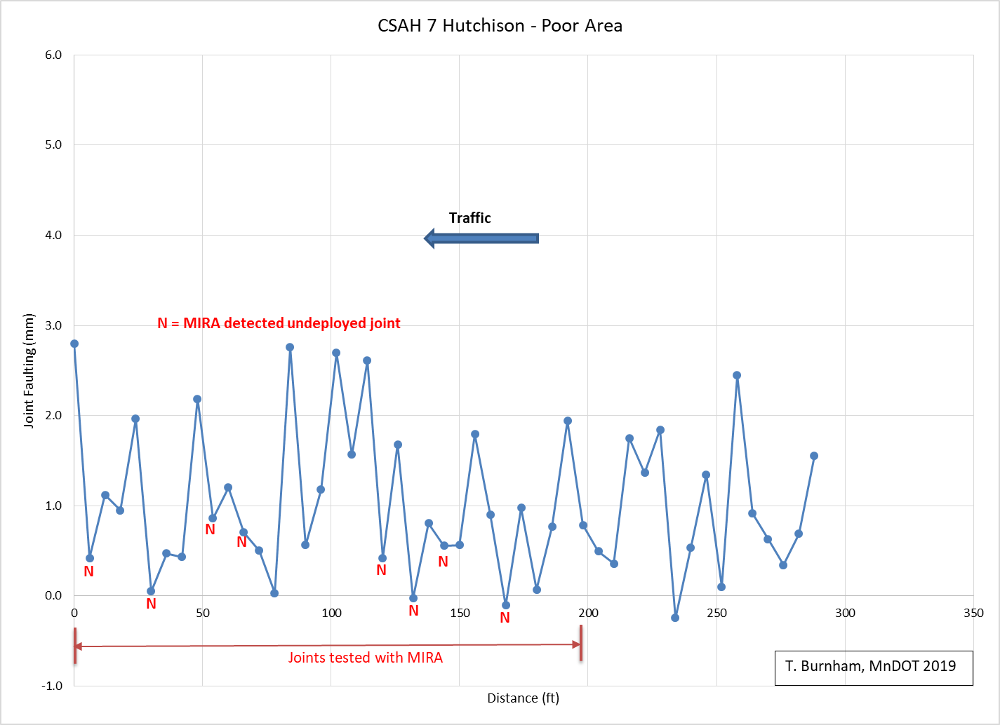 CSAH 7 Hutchison - Poor Area
6.0
5.0
Traffic
4.0
N = MIRA detected undeployed joint
3.0
Joint Faulting (mm)
2.0
1.0
N
N
N
N
N
N
N
N
0.0
0
50
100
150
200
250
300
350
Joints tested with MIRA
T. Burnham, MnDOT 2019
-1.0
Distance (ft)